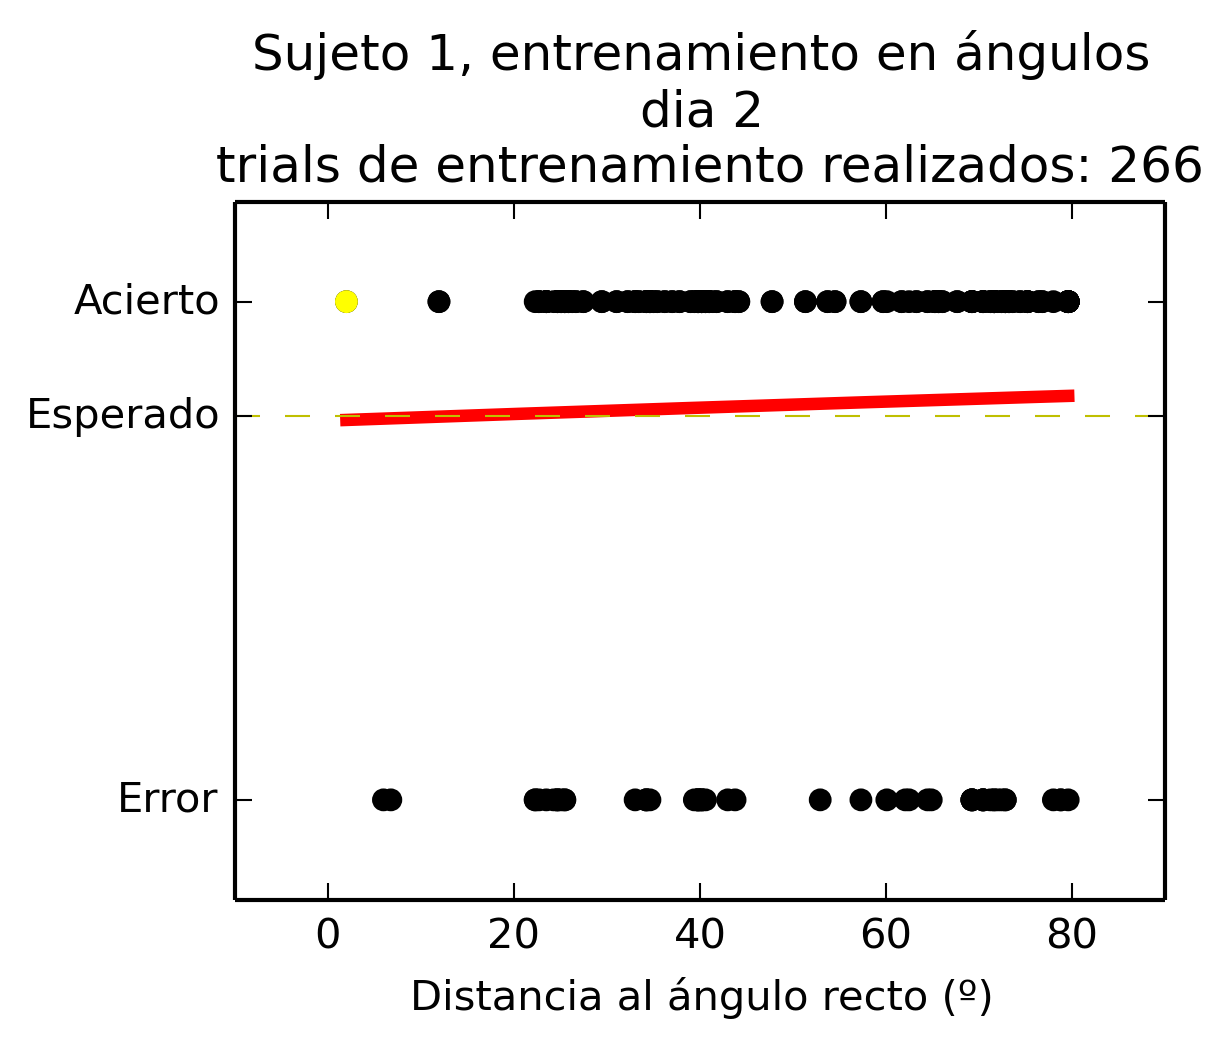 Sujeto 1, entrenamiento en ángulos
dia 2
trials de entrenamiento realizados: 266
Acierto
Esperado
Error
0 20 40 60 80
Distancia al ángulo recto (º)